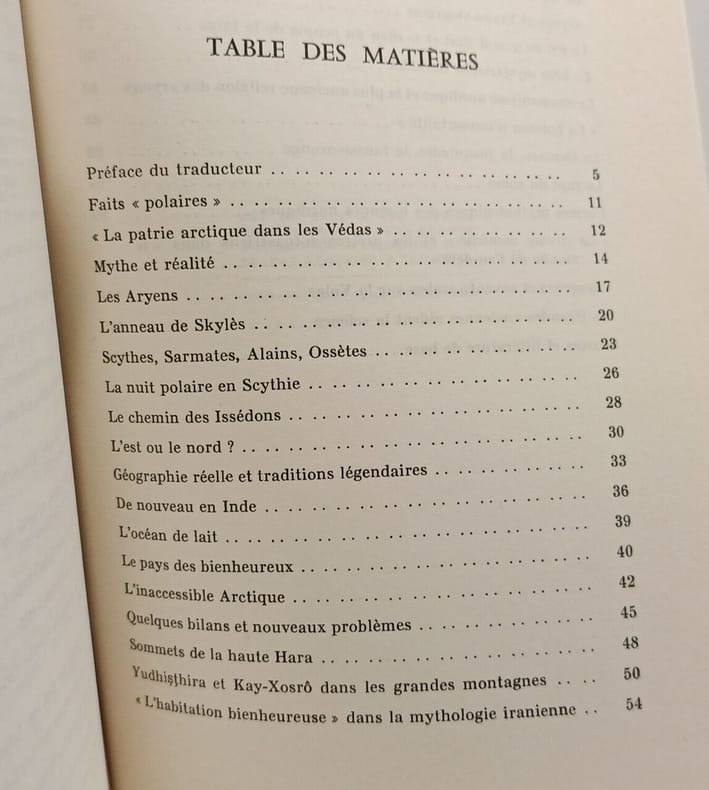 TABLE DES MATIÈRES
Préface du traducteur .. .. .. .. .. .. .. .. .. .. .. .. .. 5
Faits « polaires » .. .. .. .. .. .. .. .. .. .. .. .. .. .. .. 11
« La patrie arctique dans les Védas » .. .. .. .. .. .. .. .. 12
Mythe et réalité .. .. .. .. .. .. .. .. .. .. .. .. .. .. .. 14
Les Aryens .. .. .. .. .. .. .. .. .. .. .. .. .. .. .. .. .. 17
L'anneau de Skylès .. .. .. .. .. .. .. .. .. .. .. .. .. .. 20
Scythes, Sarmates, Alains, Ossètes .. .. .. .. .. .. .. .. .. 23
La nuit polaire en Scythie .. .. .. .. .. .. .. .. .. .. .. .. 26
Le chemin des Issédons .. .. .. .. .. .. .. .. .. .. .. .. .. 28
L'est ou le nord ? .. .. .. .. .. .. .. .. .. .. .. .. .. .. .. 30
Géographie réelle et traditions légendaires .. .. .. .. .. .. .. 33
De nouveau en Inde .. .. .. .. .. .. .. .. .. .. .. .. .. .. 36
L'océan de lait .. .. .. .. .. .. .. .. .. .. .. .. .. .. .. .. 39
Le pays des bienheureux .. .. .. .. .. .. .. .. .. .. .. .. .. 40
L'inaccessible Arctique .. .. .. .. .. .. .. .. .. .. .. .. .. 42
Quelques bilans et nouveaux problèmes .. .. .. .. .. .. .. .. 45
Sommets de la haute Hara .. .. .. .. .. .. .. .. .. .. .. .. 48
Yudhiṣṭhira et Kay-Xosrô dans les grandes montagnes .. .. 50
« L'habitation bienheureuse » dans la mythologie iranienne .. 54